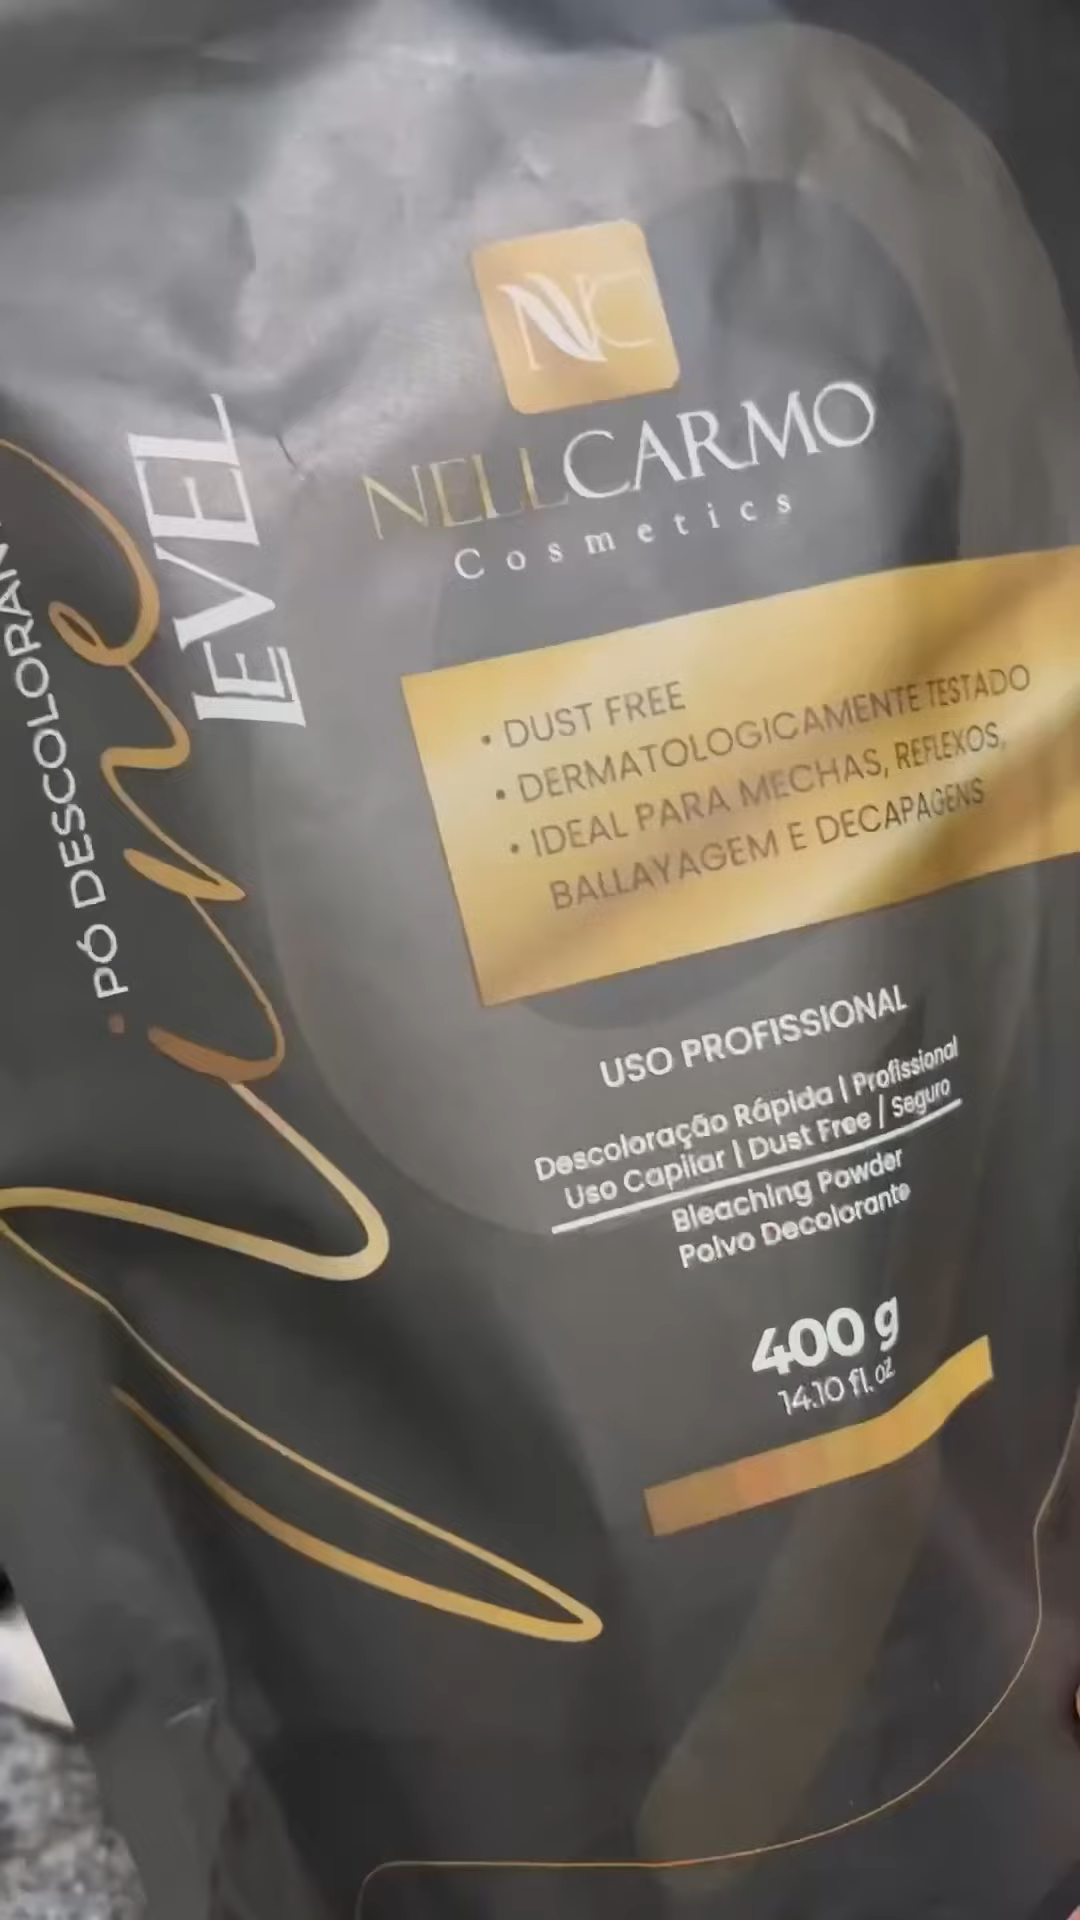 NC
NELLCARMO
Cosmetics
• DUST FREE
• DERMATOLOGICAMENTE TESTADO
• IDEAL PARA MECHAS, REFLEXOS,
BALLAYAGEM E DECAPAGENS
USO PROFISSIONAL
Descoloração Rápida | Profissional
Uso Capilar | Dust Free / Seguro
Bleaching Powder
Polvo Decolorante
400 g
14.10 fl. oz
PÓ DESCOLORAN
Nine
LEVEL